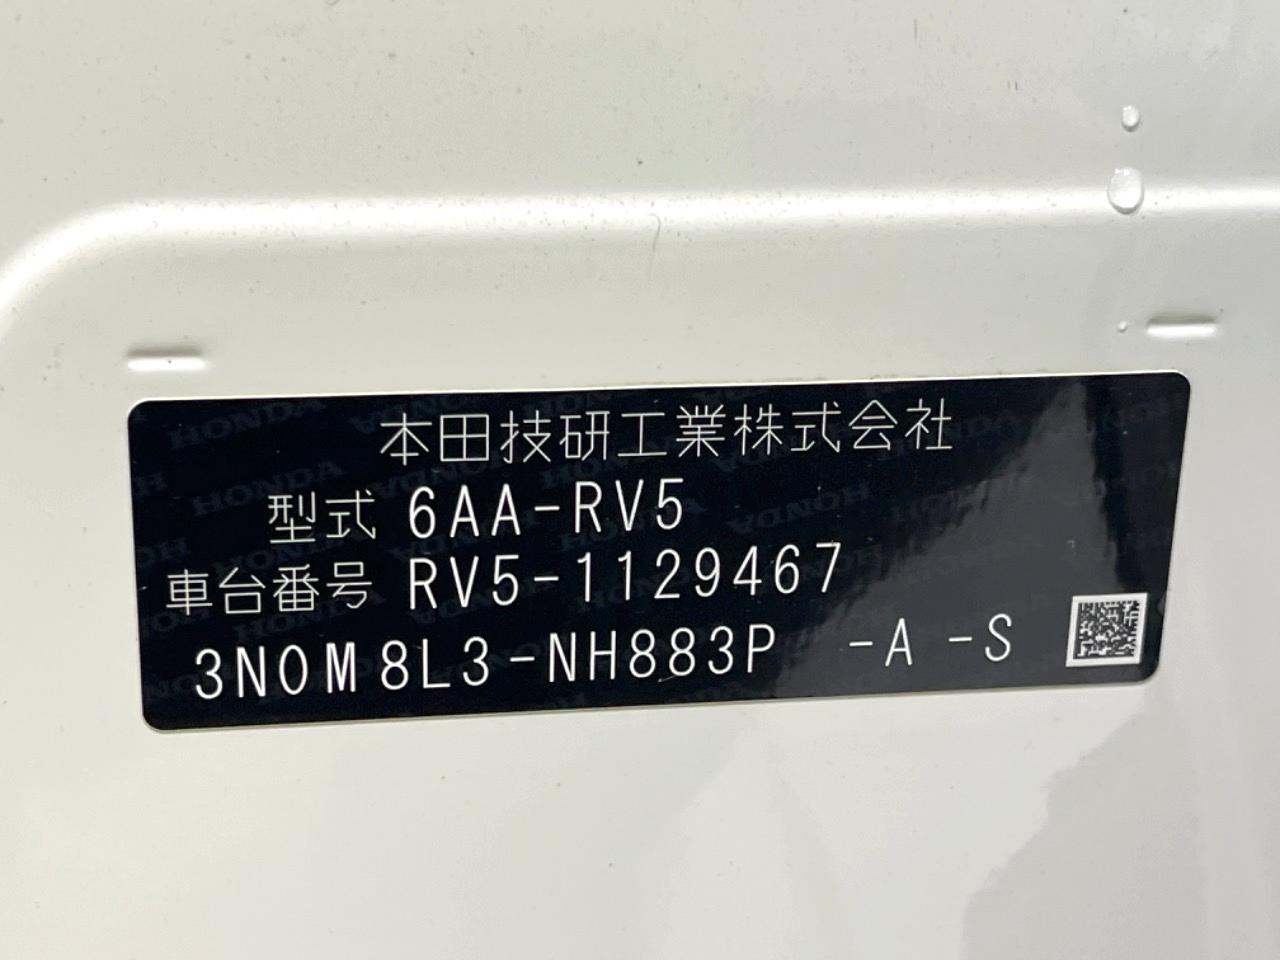 本田技研工業株式会社
型式 6AA-RV5
車台番号 RV5-1129467
3N0M8L3-NH883P -A -S